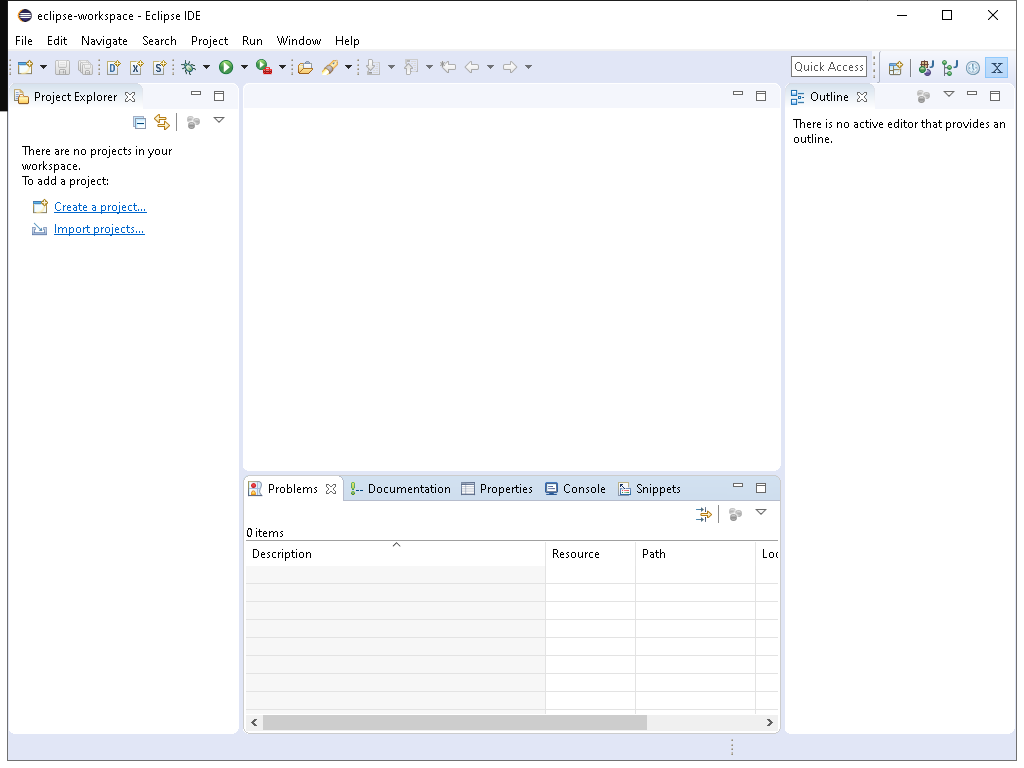 eclipse-workspace - Eclipse IDE
File Edit Navigate Search Project Run Window Help
Quick Access
Project Explorer
There are no projects in your
workspace.
To add a project:
Create a project...
Import projects...
Outline
There is no active editor that provides an
outline.
Problems Documentation Properties Console Snippets
0 items
Description Resource Path Loc